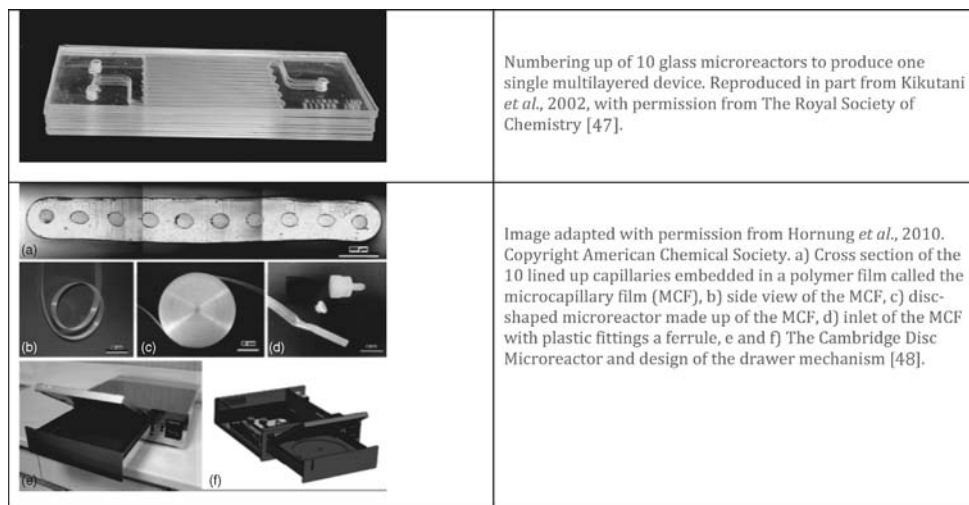 Numbering up of 10 glass microreactors to produce one
single multilayered device. Reproduced in part from Kikutani
et al., 2002, with permission from The Royal Society of
Chemistry [47].
(a)
(b)
(c)
(d)
(e)
(f)
Image adapted with permission from Hornung et al., 2010.
Copyright American Chemical Society. a) Cross section of the
10 lined up capillaries embedded in a polymer film called the
microcapillary film (MCF), b) side view of the MCF, c) disc-
shaped microreactor made up of the MCF, d) inlet of the MCF
with plastic fittings a ferrule, e and f) The Cambridge Disc
Microreactor and design of the drawer mechanism [48].